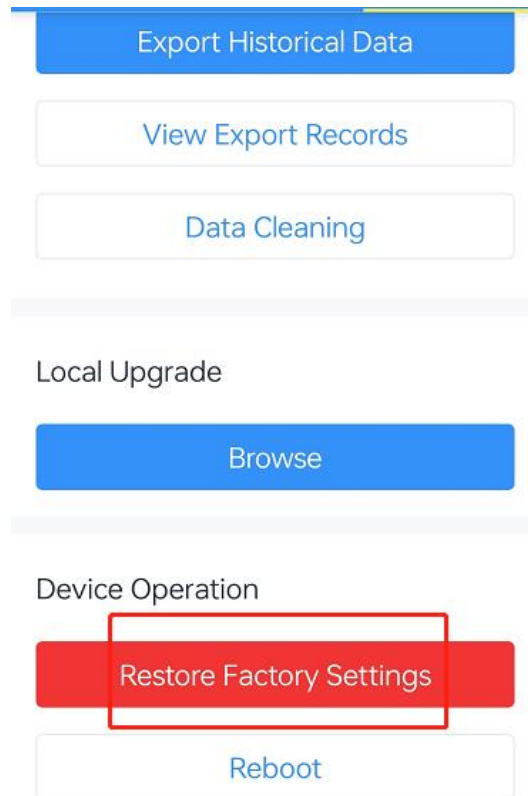 Export Historical Data
View Export Records
Data Cleaning
Local Upgrade
Browse
Device Operation
Restore Factory Settings
Reboot